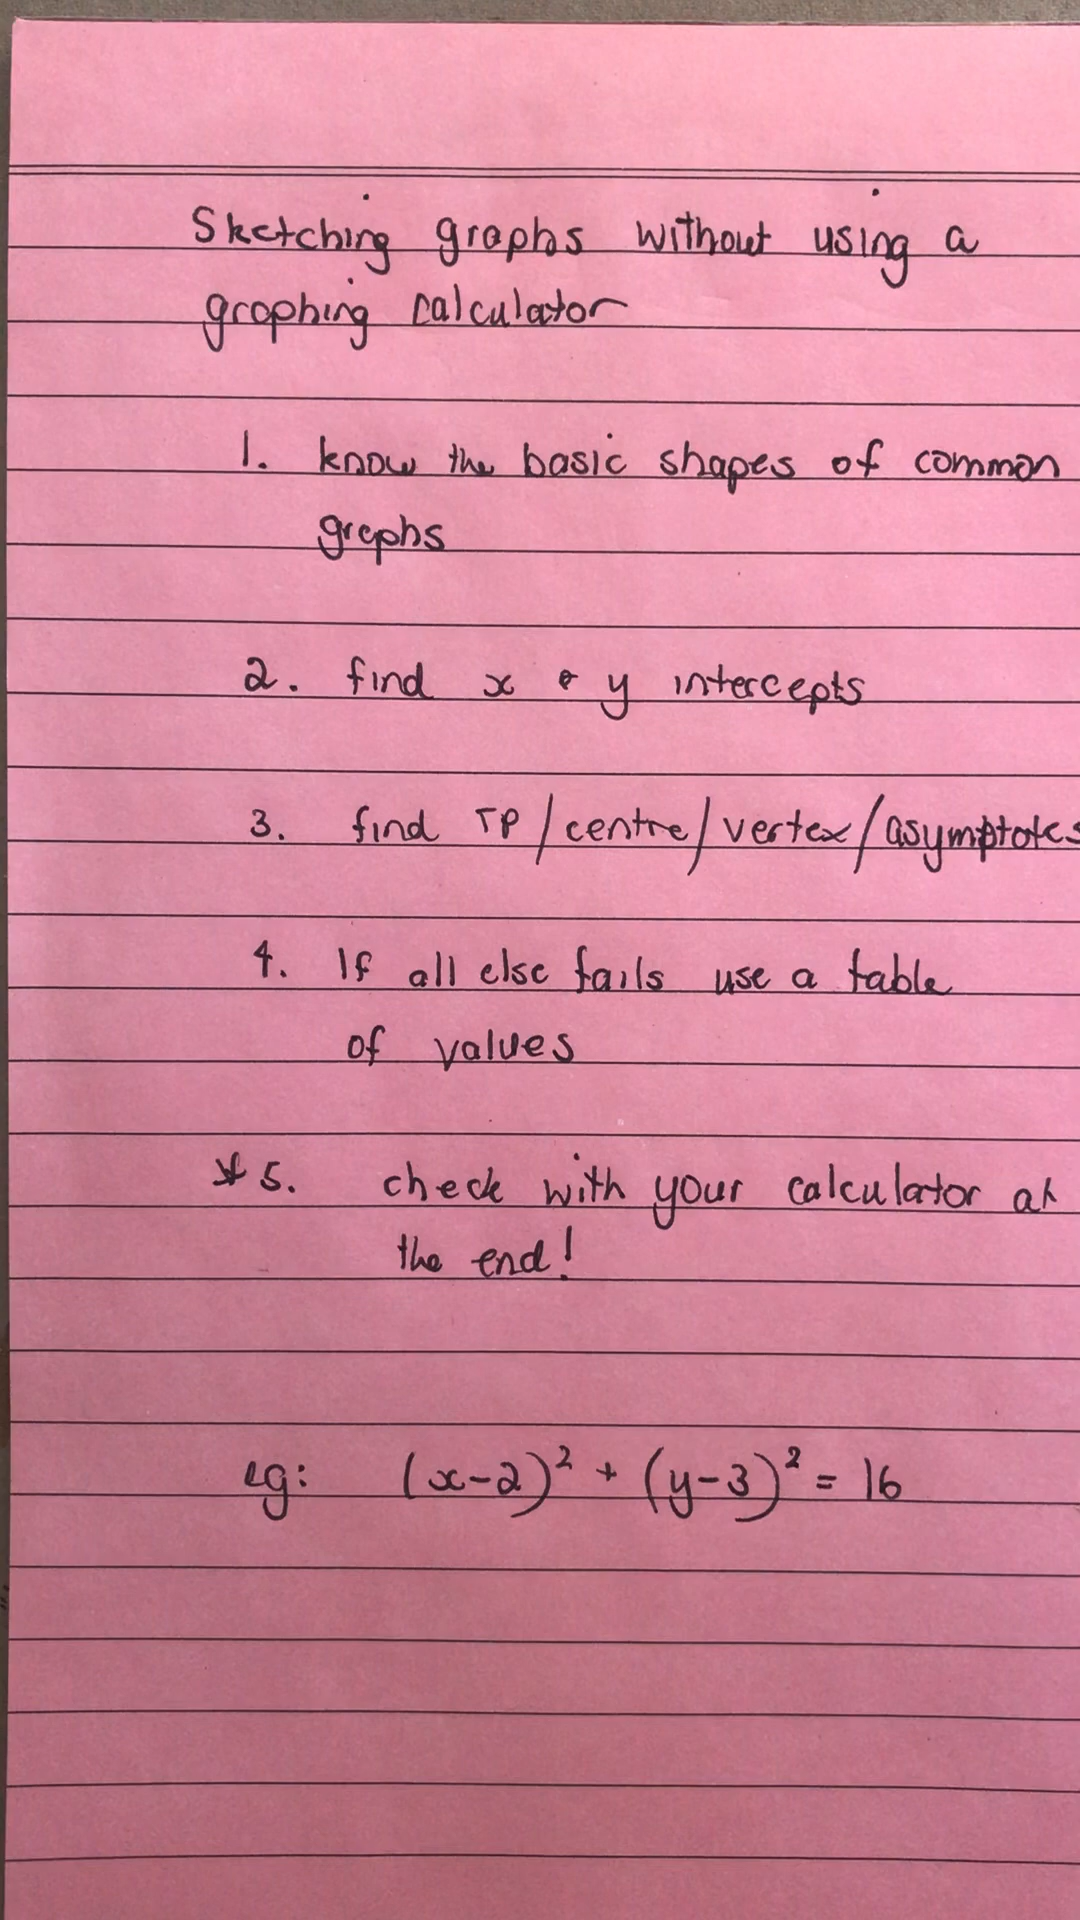 Sketching graphs without using a
graphing calculator
1. know the basic shapes of common
graphs
2. find x & y intercepts
3. find TP/centre/vertex/asymptotes
4. If all else fails use a table
of values
* 5. check with your calculator at
the end!
eg: (x-2)² + (y-3)² = 16